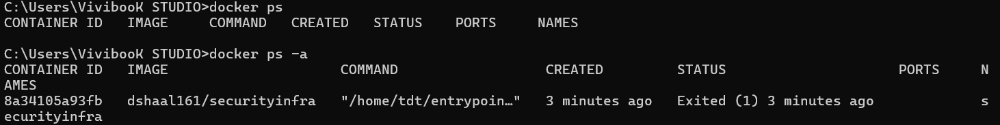 C:\Users\VivibooK STUDIO>docker ps
CONTAINER ID   IMAGE     COMMAND   CREATED   STATUS    PORTS     NAMES
C:\Users\VivibooK STUDIO>docker ps -a
CONTAINER ID   IMAGE                     COMMAND                  CREATED         STATUS                     PORTS     N
AMES
8a34105a93fb   dshaal161/securityinfra   "/home/tdt/entrypoin…"   3 minutes ago   Exited (1) 3 minutes ago             s
ecurityinfra